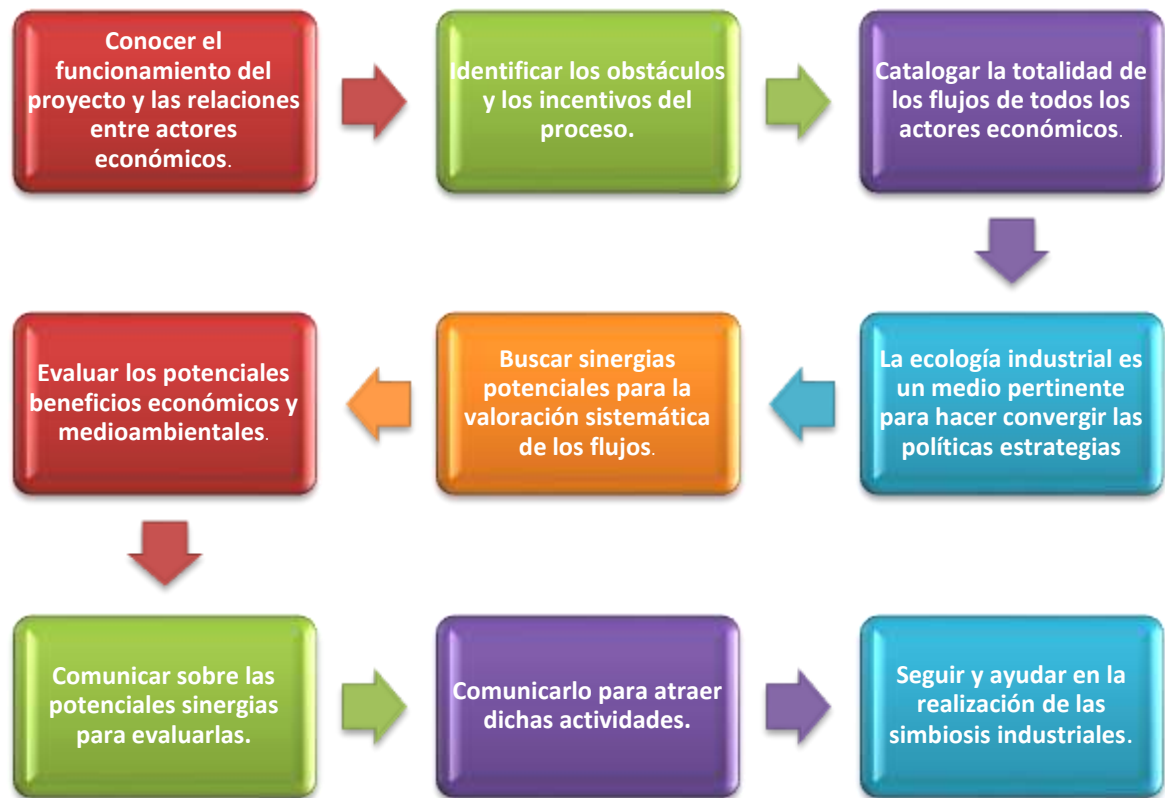 Conocer el
funcionamiento del
proyecto y las relaciones
entre actores
económicos.
Identificar los obstáculos
y los incentivos del
proceso.
Catalogar la totalidad de
los flujos de todos los
actores económicos.
La ecología industrial es
un medio pertinente
para hacer convergir las
políticas estrategias
Buscar sinergias
potenciales para la
valoración sistemática
de los flujos.
Evaluar los potenciales
beneficios económicos y
medioambientales.
Comunicar sobre las
potenciales sinergias
para evaluarlas.
Comunicarlo para atraer
dichas actividades.
Seguir y ayudar en la
realización de las
simbiosis industriales.